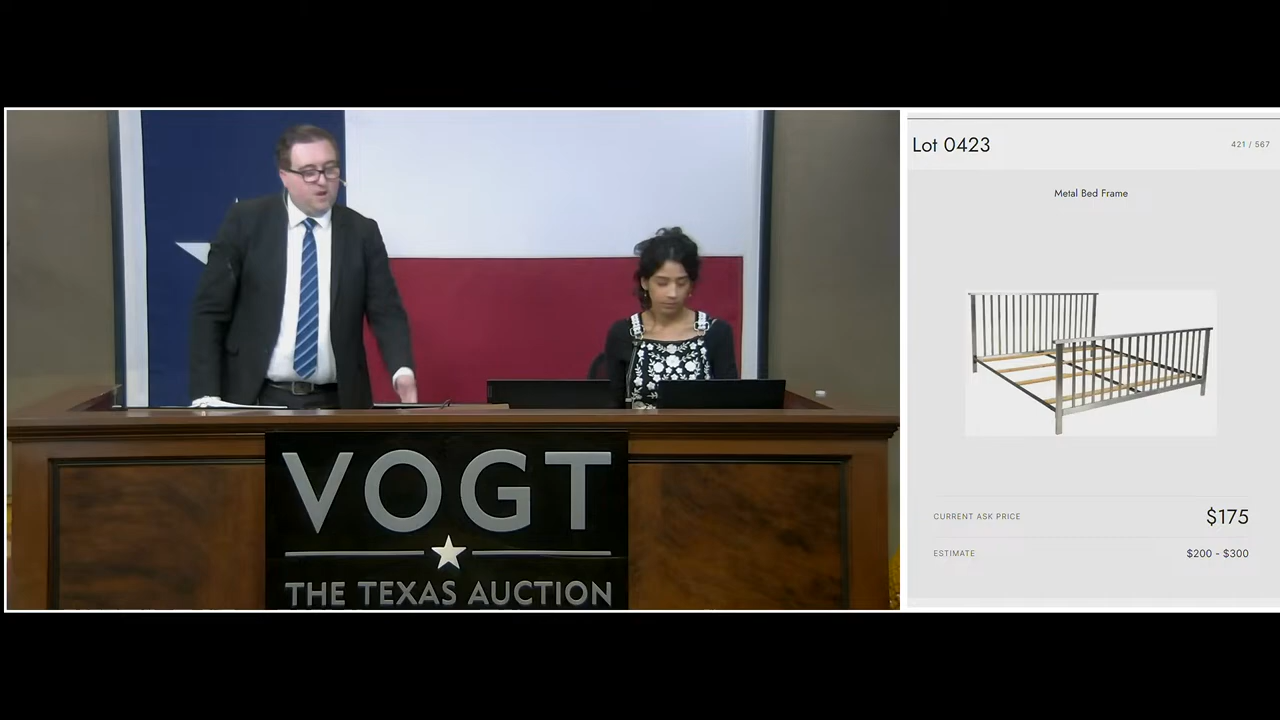 VOGT
THE TEXAS AUCTION
Lot 0423
421 / 567
Metal Bed Frame
CURRENT ASK PRICE
$175
ESTIMATE
$200 - $300